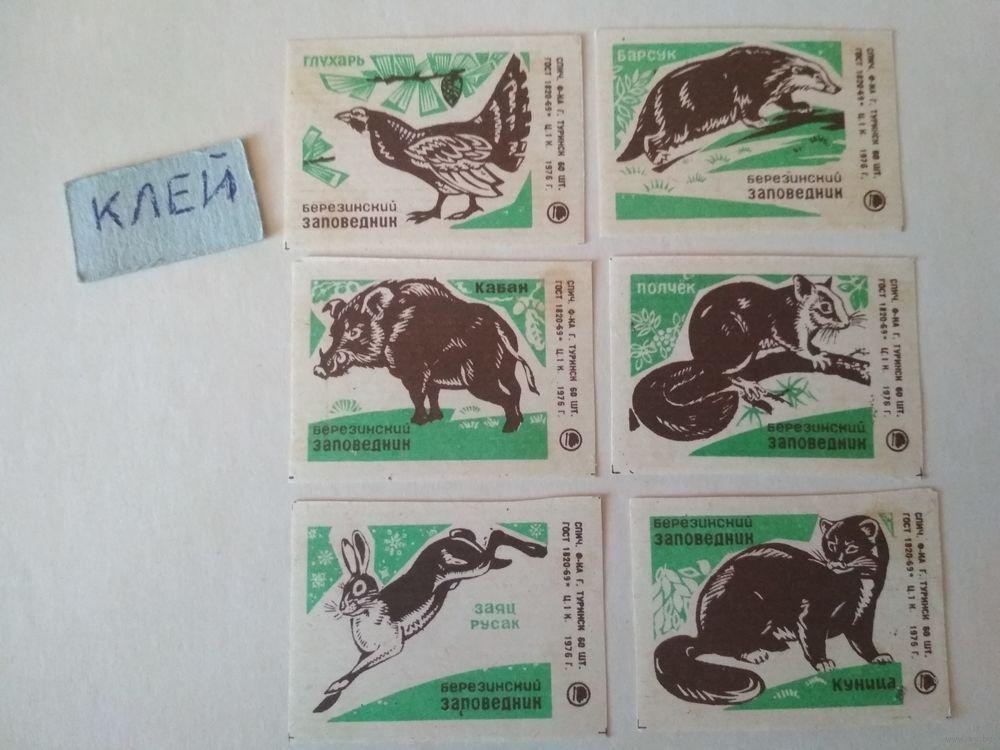 КЛЕЙ
ГЛУХАРЬ
БЕРЕЗИНСКИЙ
ЗАПОВЕДНИК
СПИЧ. Ф-КА Г. ТУРИНСК 60 ШТ.
ГОСТ 1820-69* Ц. 1 К. 1976 Г.
БАРСУК
БЕРЕЗИНСКИЙ
ЗАПОВЕДНИК
СПИЧ. Ф-КА Г. ТУРИНСК 60 ШТ.
ГОСТ 1820-69* Ц. 1 К. 1976 Г.
КАБАН
БЕРЕЗИНСКИЙ
ЗАПОВЕДНИК
СПИЧ. Ф-КА Г. ТУРИНСК 60 ШТ.
ГОСТ 1820-69* Ц. 1 К. 1976 Г.
ПОЛЧЕК
БЕРЕЗИНСКИЙ
ЗАПОВЕДНИК
СПИЧ. Ф-КА Г. ТУРИНСК 60 ШТ.
ГОСТ 1820-69* Ц. 1 К. 1976 Г.
ЗАЯЦ
РУСАК
БЕРЕЗИНСКИЙ
ЗАПОВЕДНИК
СПИЧ. Ф-КА Г. ТУРИНСК 60 ШТ.
ГОСТ 1820-69* Ц. 1 К. 1976 Г.
БЕРЕЗИНСКИЙ
ЗАПОВЕДНИК
КУНИЦА
СПИЧ. Ф-КА Г. ТУРИНСК 60 ШТ.
ГОСТ 1820-69* Ц. 1 К. 1976 Г.